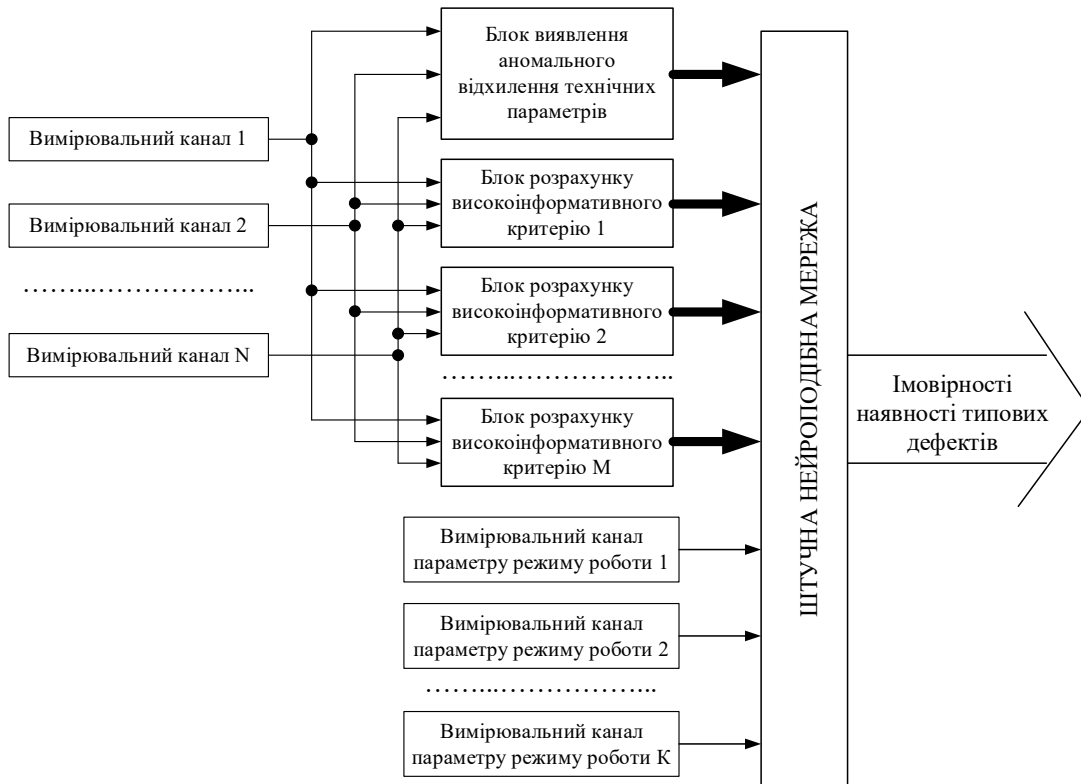 Блок виявлення
аномального
відхилення технічних
параметрів
Вимірювальний канал 1
Блок розрахунку
високоінформативного
критерію 1
Вимірювальний канал 2
……...……………...
Блок розрахунку
високоінформативного
критерію 2
Вимірювальний канал N
……...……………...
Блок розрахунку
високоінформативного
критерію M
Вимірювальний канал
параметру режиму роботи 1
Вимірювальний канал
параметру режиму роботи 2
……...……………...
Вимірювальний канал
параметру режиму роботи K
ШТУЧНА НЕЙРОПОДІБНА МЕРЕЖА
Імовірності
наявності типових
дефектів